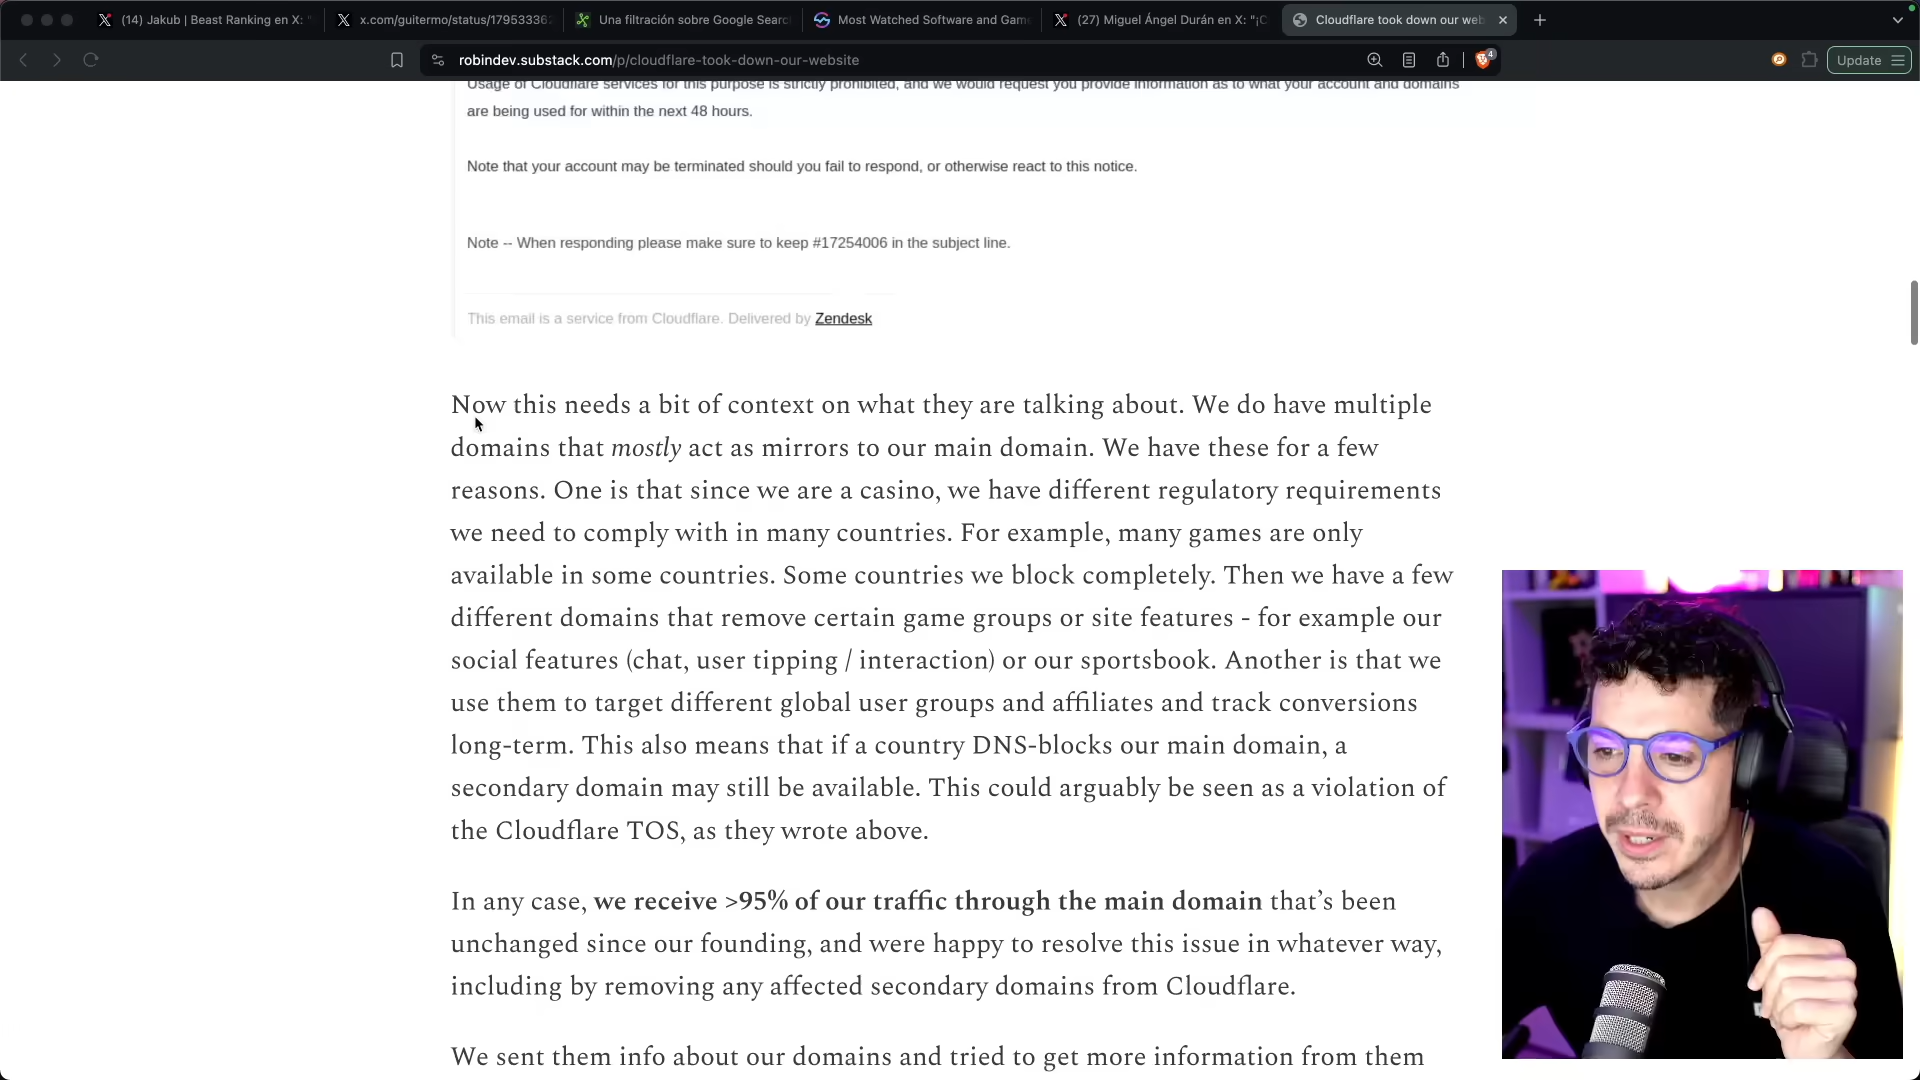 (14) Jakub | Beast Ranking en X: "
x.com/guitermo/status/179533336
Una filtración sobre Google Searc
Most Watched Software and Gam
(27) Miguel Ángel Durán en X: "¡C
Cloudflare took down our web
robindev.substack.com/p/cloudflare-took-down-our-website
4
Update
Usage of Cloudflare services for this purpose is strictly prohibited, and we would request you provide information as to what your account and domains
are being used for within the next 48 hours.
Note that your account may be terminated should you fail to respond, or otherwise react to this notice.
Note -- When responding please make sure to keep #17254006 in the subject line.
This email is a service from Cloudflare. Delivered by Zendesk
Now this needs a bit of context on what they are talking about. We do have multiple
domains that mostly act as mirrors to our main domain. We have these for a few
reasons. One is that since we are a casino, we have different regulatory requirements
we need to comply with in many countries. For example, many games are only
available in some countries. Some countries we block completely. Then we have a few
different domains that remove certain game groups or site features - for example our
social features (chat, user tipping / interaction) or our sportsbook. Another is that we
use them to target different global user groups and affiliates and track conversions
long-term. This also means that if a country DNS-blocks our main domain, a
secondary domain may still be available. This could arguably be seen as a violation of
the Cloudflare TOS, as they wrote above.
In any case, we receive >95% of our traffic through the main domain that's been
unchanged since our founding, and were happy to resolve this issue in whatever way,
including by removing any affected secondary domains from Cloudflare.
We sent them info about our domains and tried to get more information from them